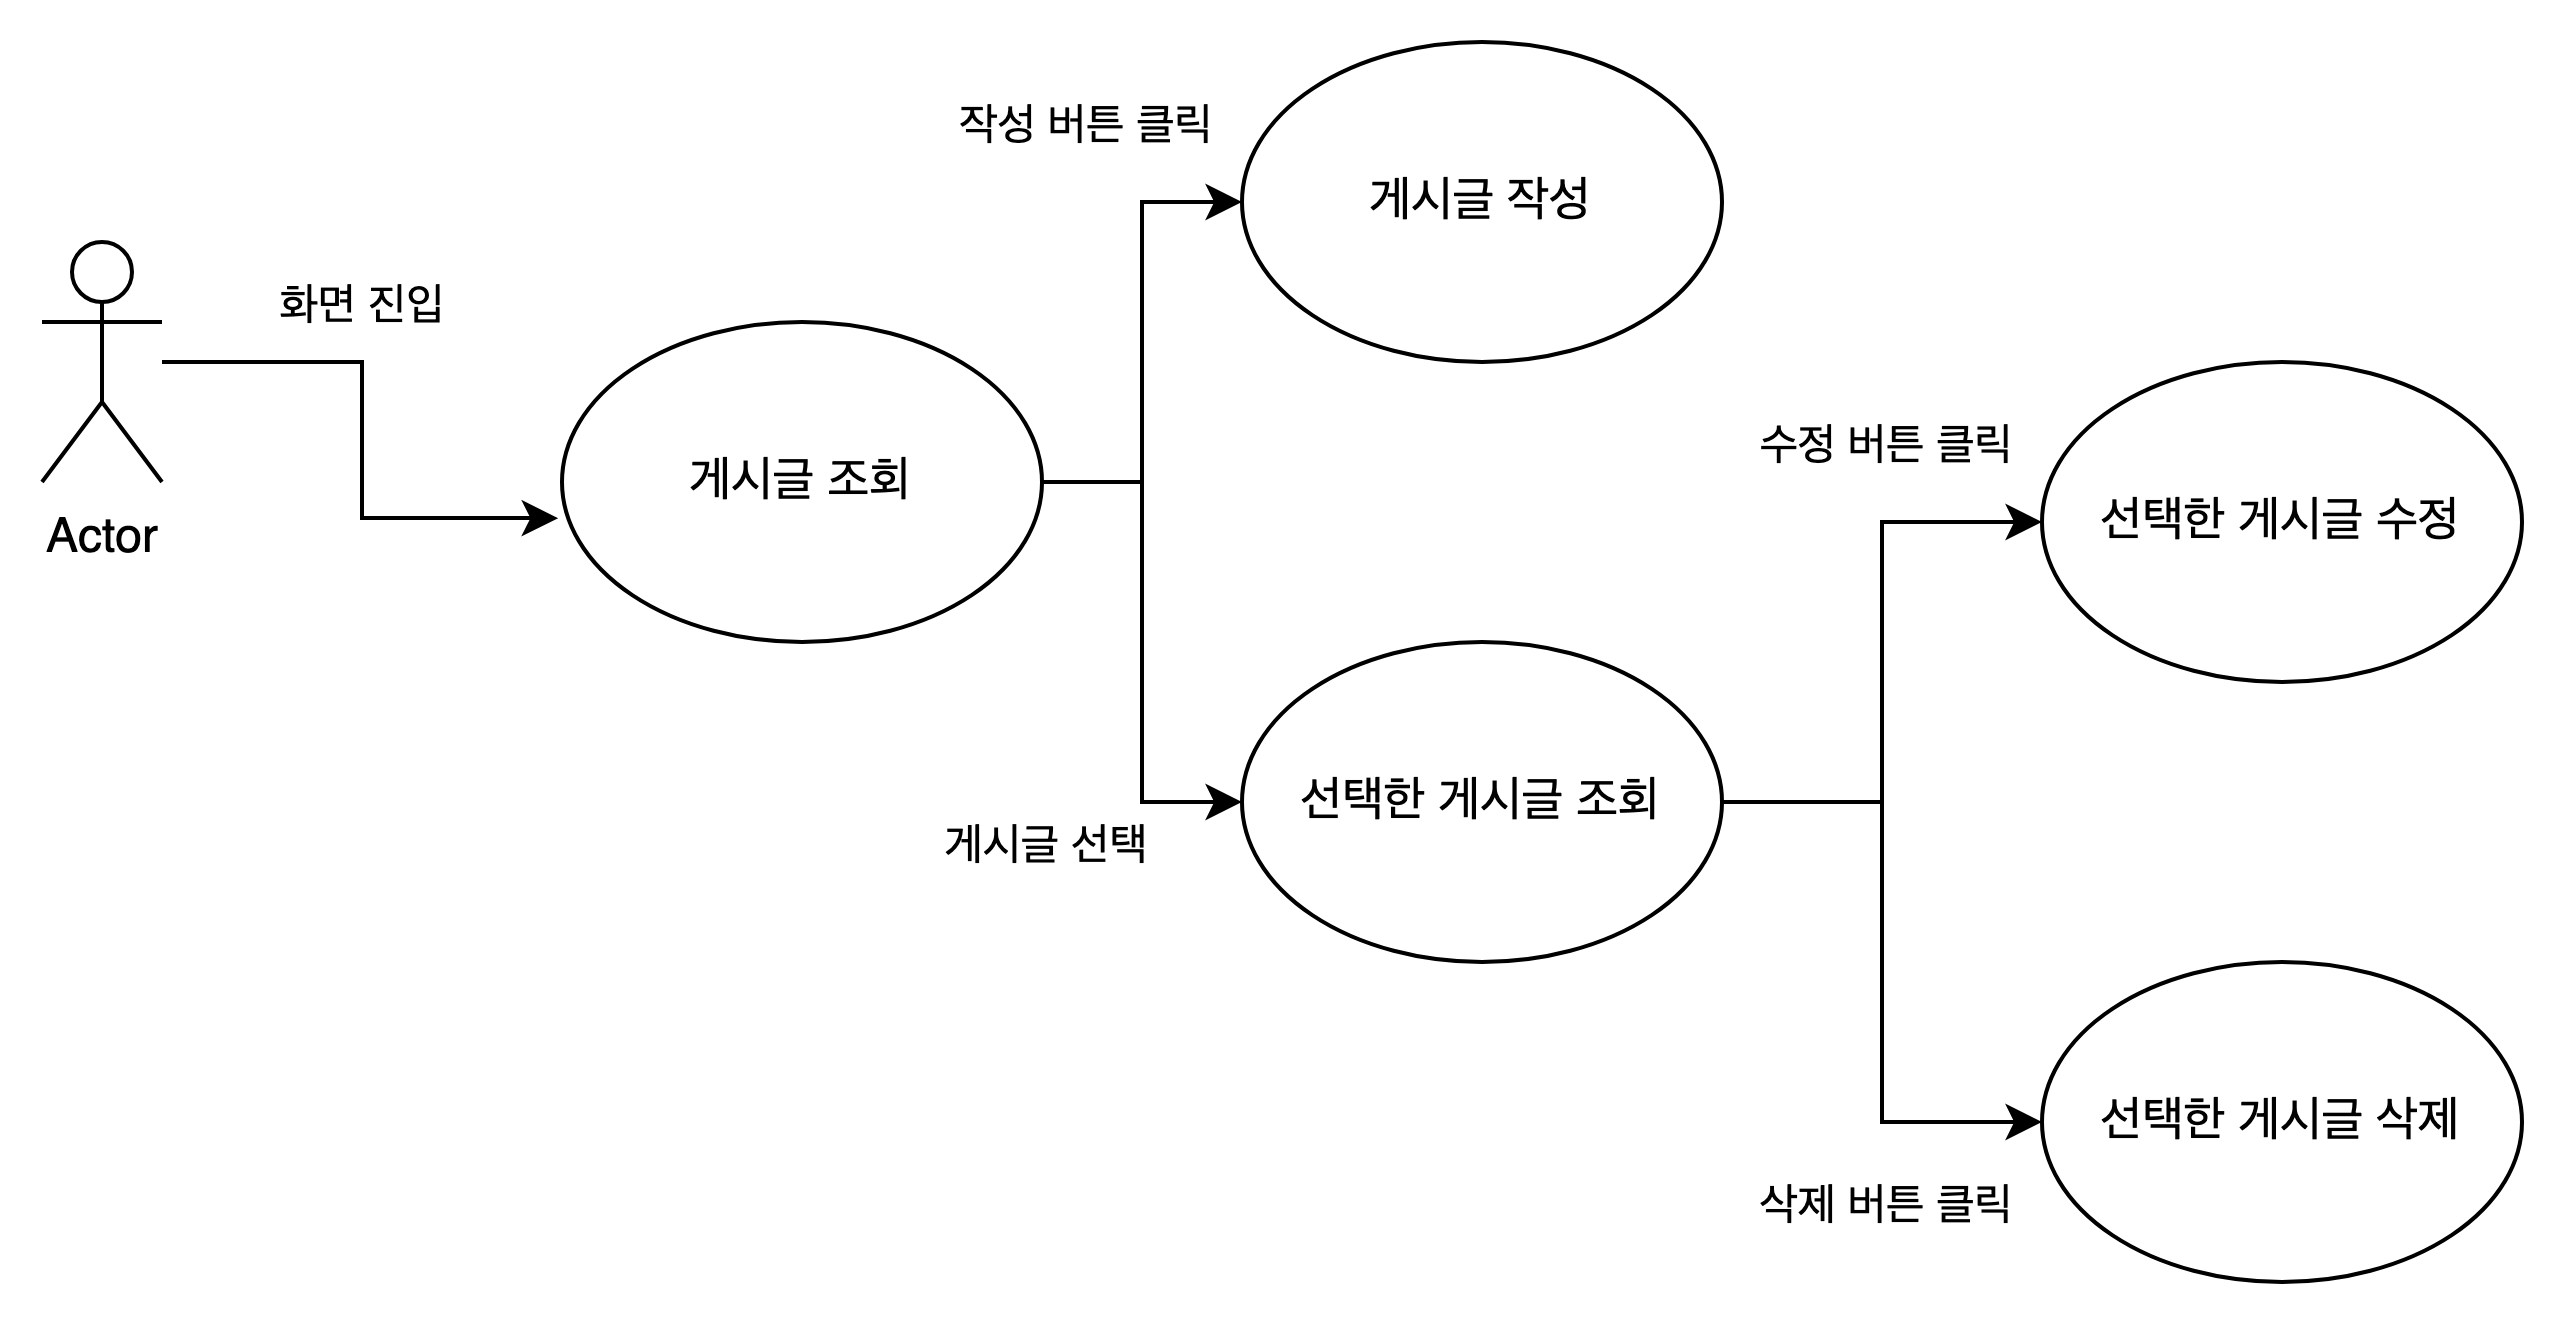 작성 버튼 클릭
게시글 작성
화면 진입
Actor
게시글 조회
수정 버튼 클릭
선택한 게시글 수정
선택한 게시글 조회
게시글 선택
선택한 게시글 삭제
삭제 버튼 클릭